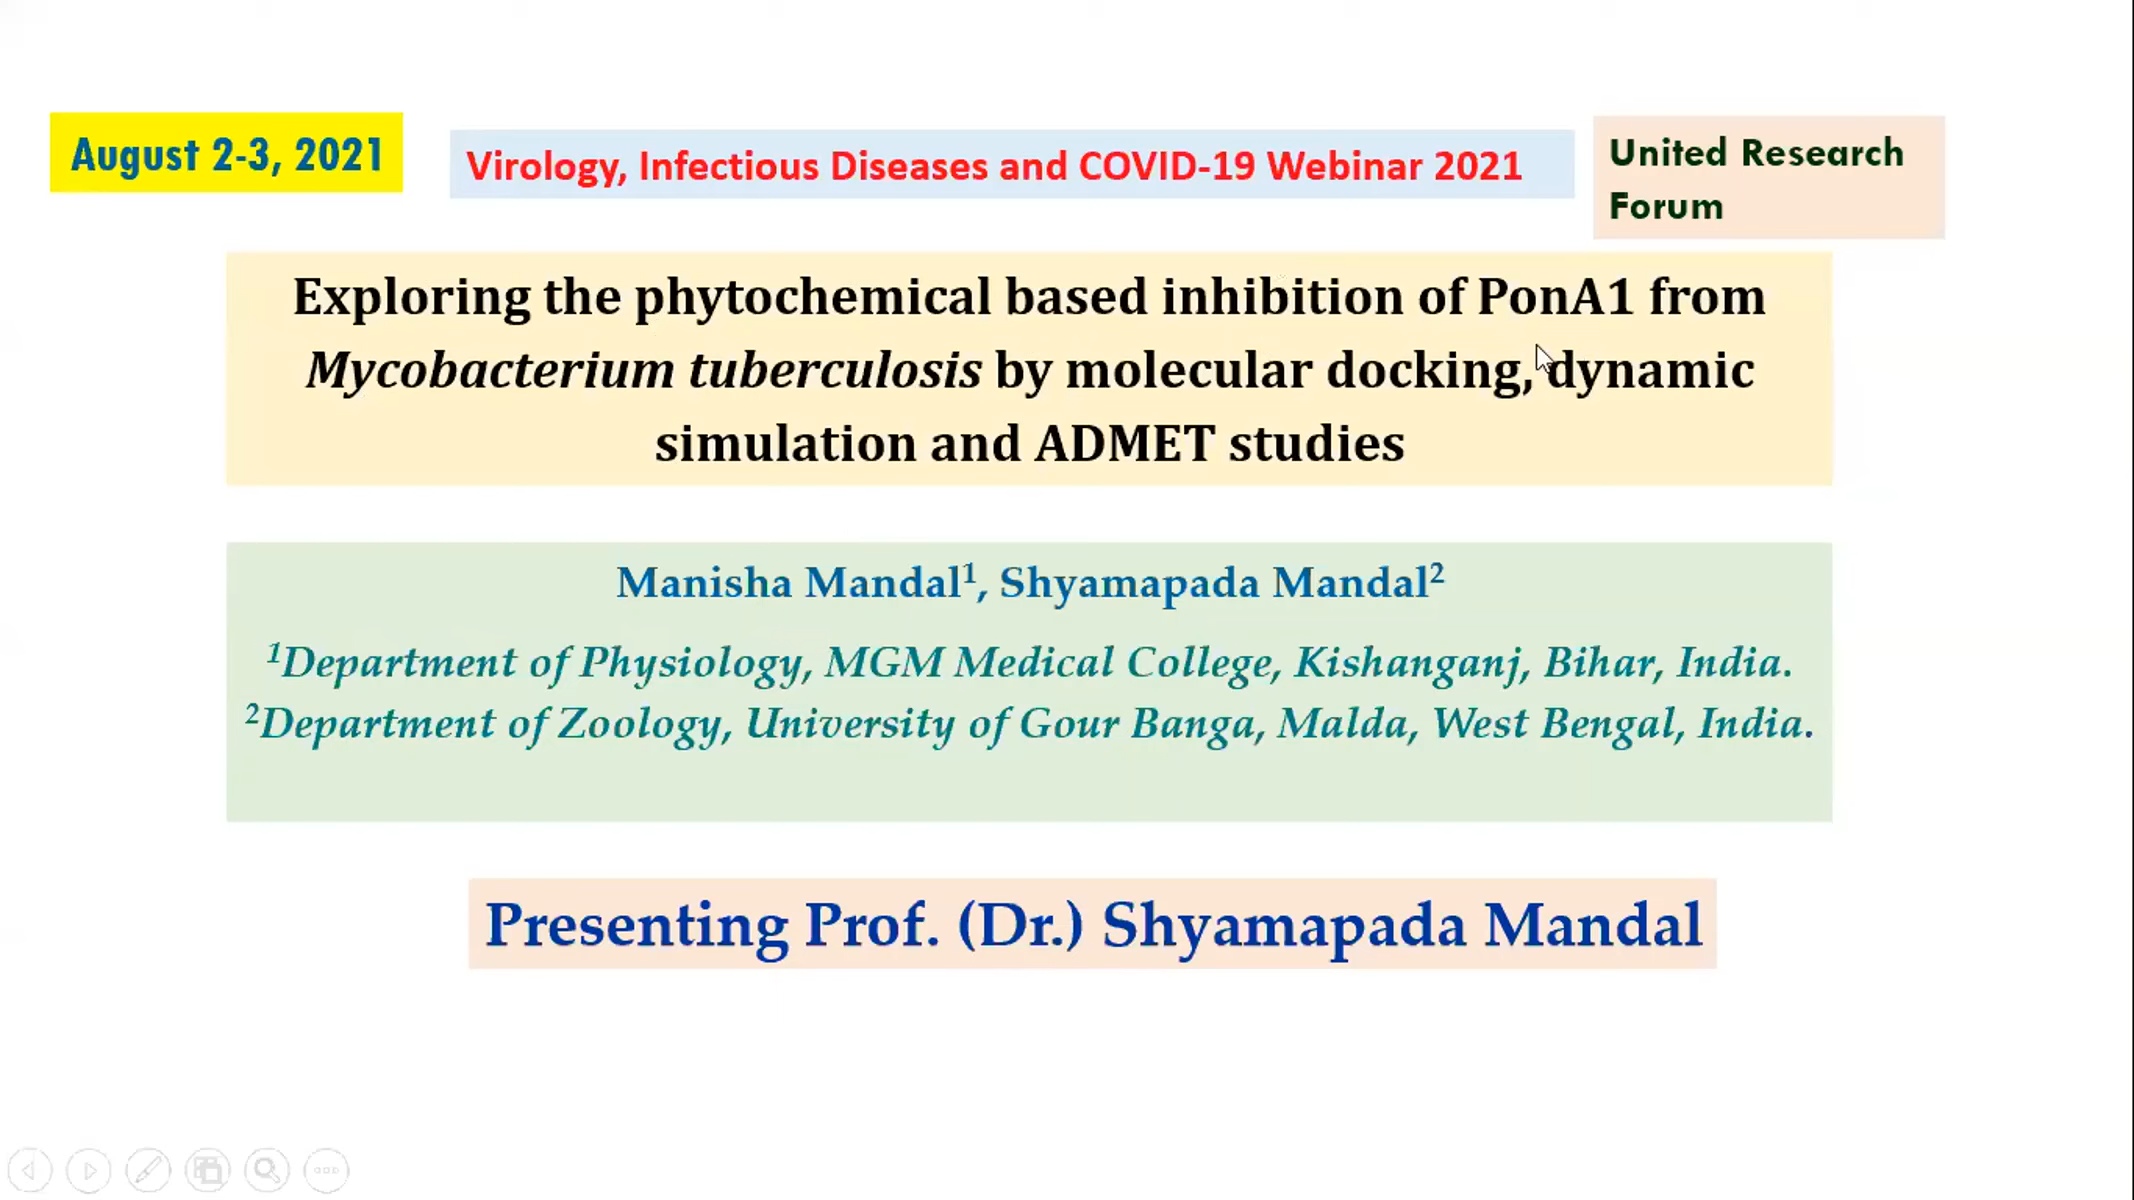 August 2-3, 2021
Virology, Infectious Diseases and COVID-19 Webinar 2021
United Research
Forum
Exploring the phytochemical based inhibition of PonA1 from
Mycobacterium tuberculosis by molecular docking, dynamic
simulation and ADMET studies
Manisha Mandal¹, Shyamapada Mandal²
¹Department of Physiology, MGM Medical College, Kishanganj, Bihar, India.
²Department of Zoology, University of Gour Banga, Malda, West Bengal, India.
Presenting Prof. (Dr.) Shyamapada Mandal